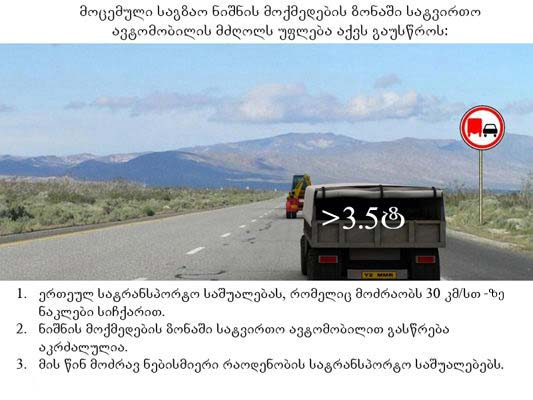 მოცემული საგზაო ნიშნის მოქმედების ზონაში სატვირთო
ავტომობილის მძღოლს უფლება აქვს გაუსწროს:
>3.5ტ
YZ MMR
1. ერთეულ სატრანსპორტო საშუალებას, რომელიც მოძრაობს 30 კმ/სთ -ზე
ნაკლები სიჩქარით.
2. ნიშნის მოქმედების ზონაში სატვირთო ავტომობილით გასწრება
აკრძალულია.
3. მის წინ მოძრავ ნებისმიერი რაოდენობის სატრანსპორტო საშუალებებს.